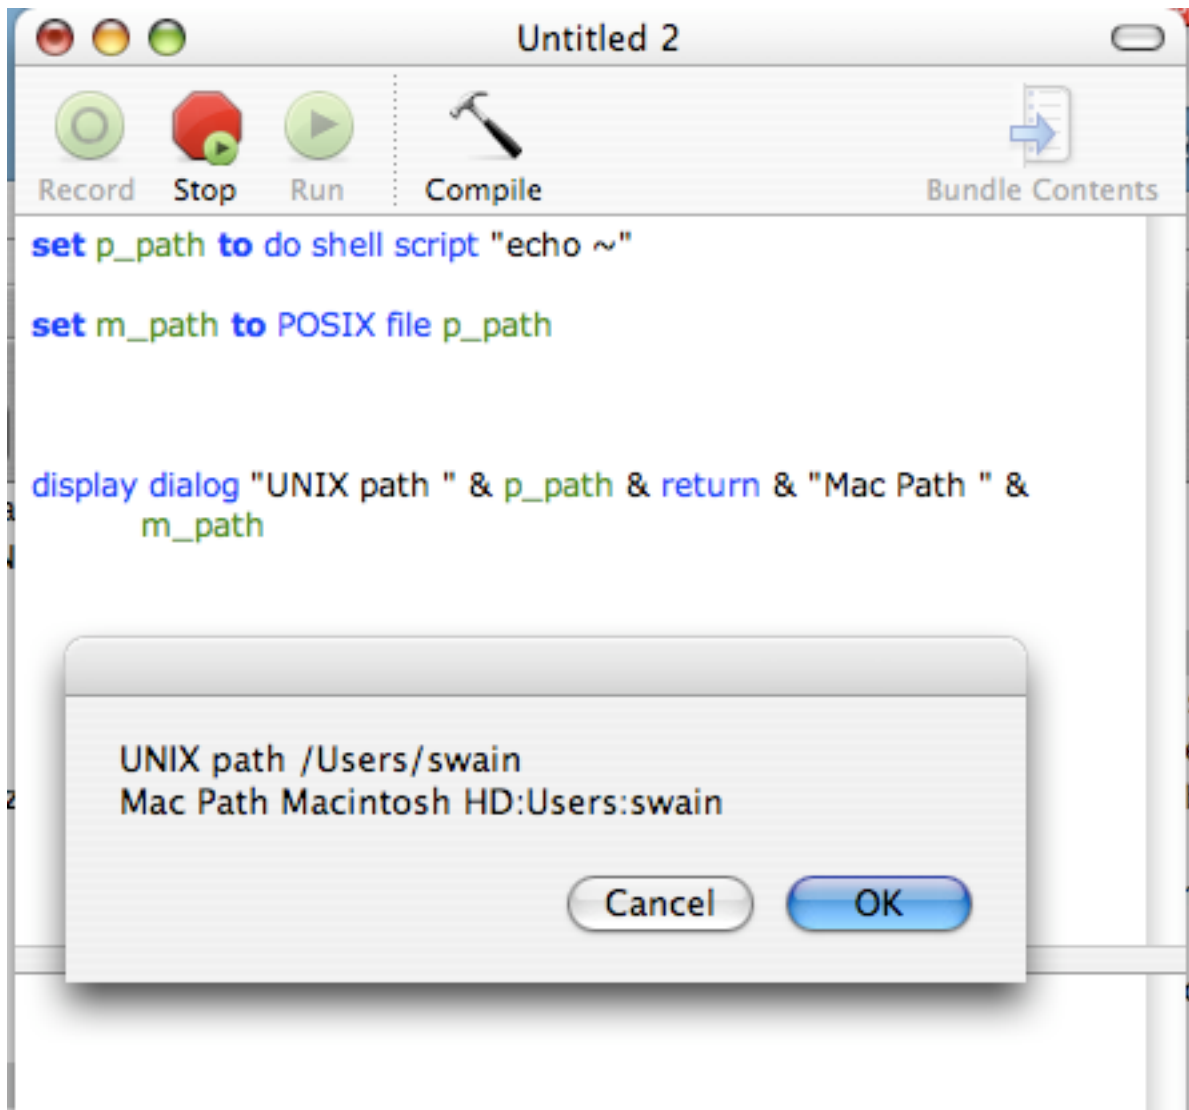 Untitled 2
Record Stop Run Compile Bundle Contents
set p_path to do shell script "echo ~"
set m_path to POSIX file p_path
display dialog "UNIX path " & p_path & return & "Mac Path " &
m_path
UNIX path /Users/swain
Mac Path Macintosh HD:Users:swain
Cancel OK